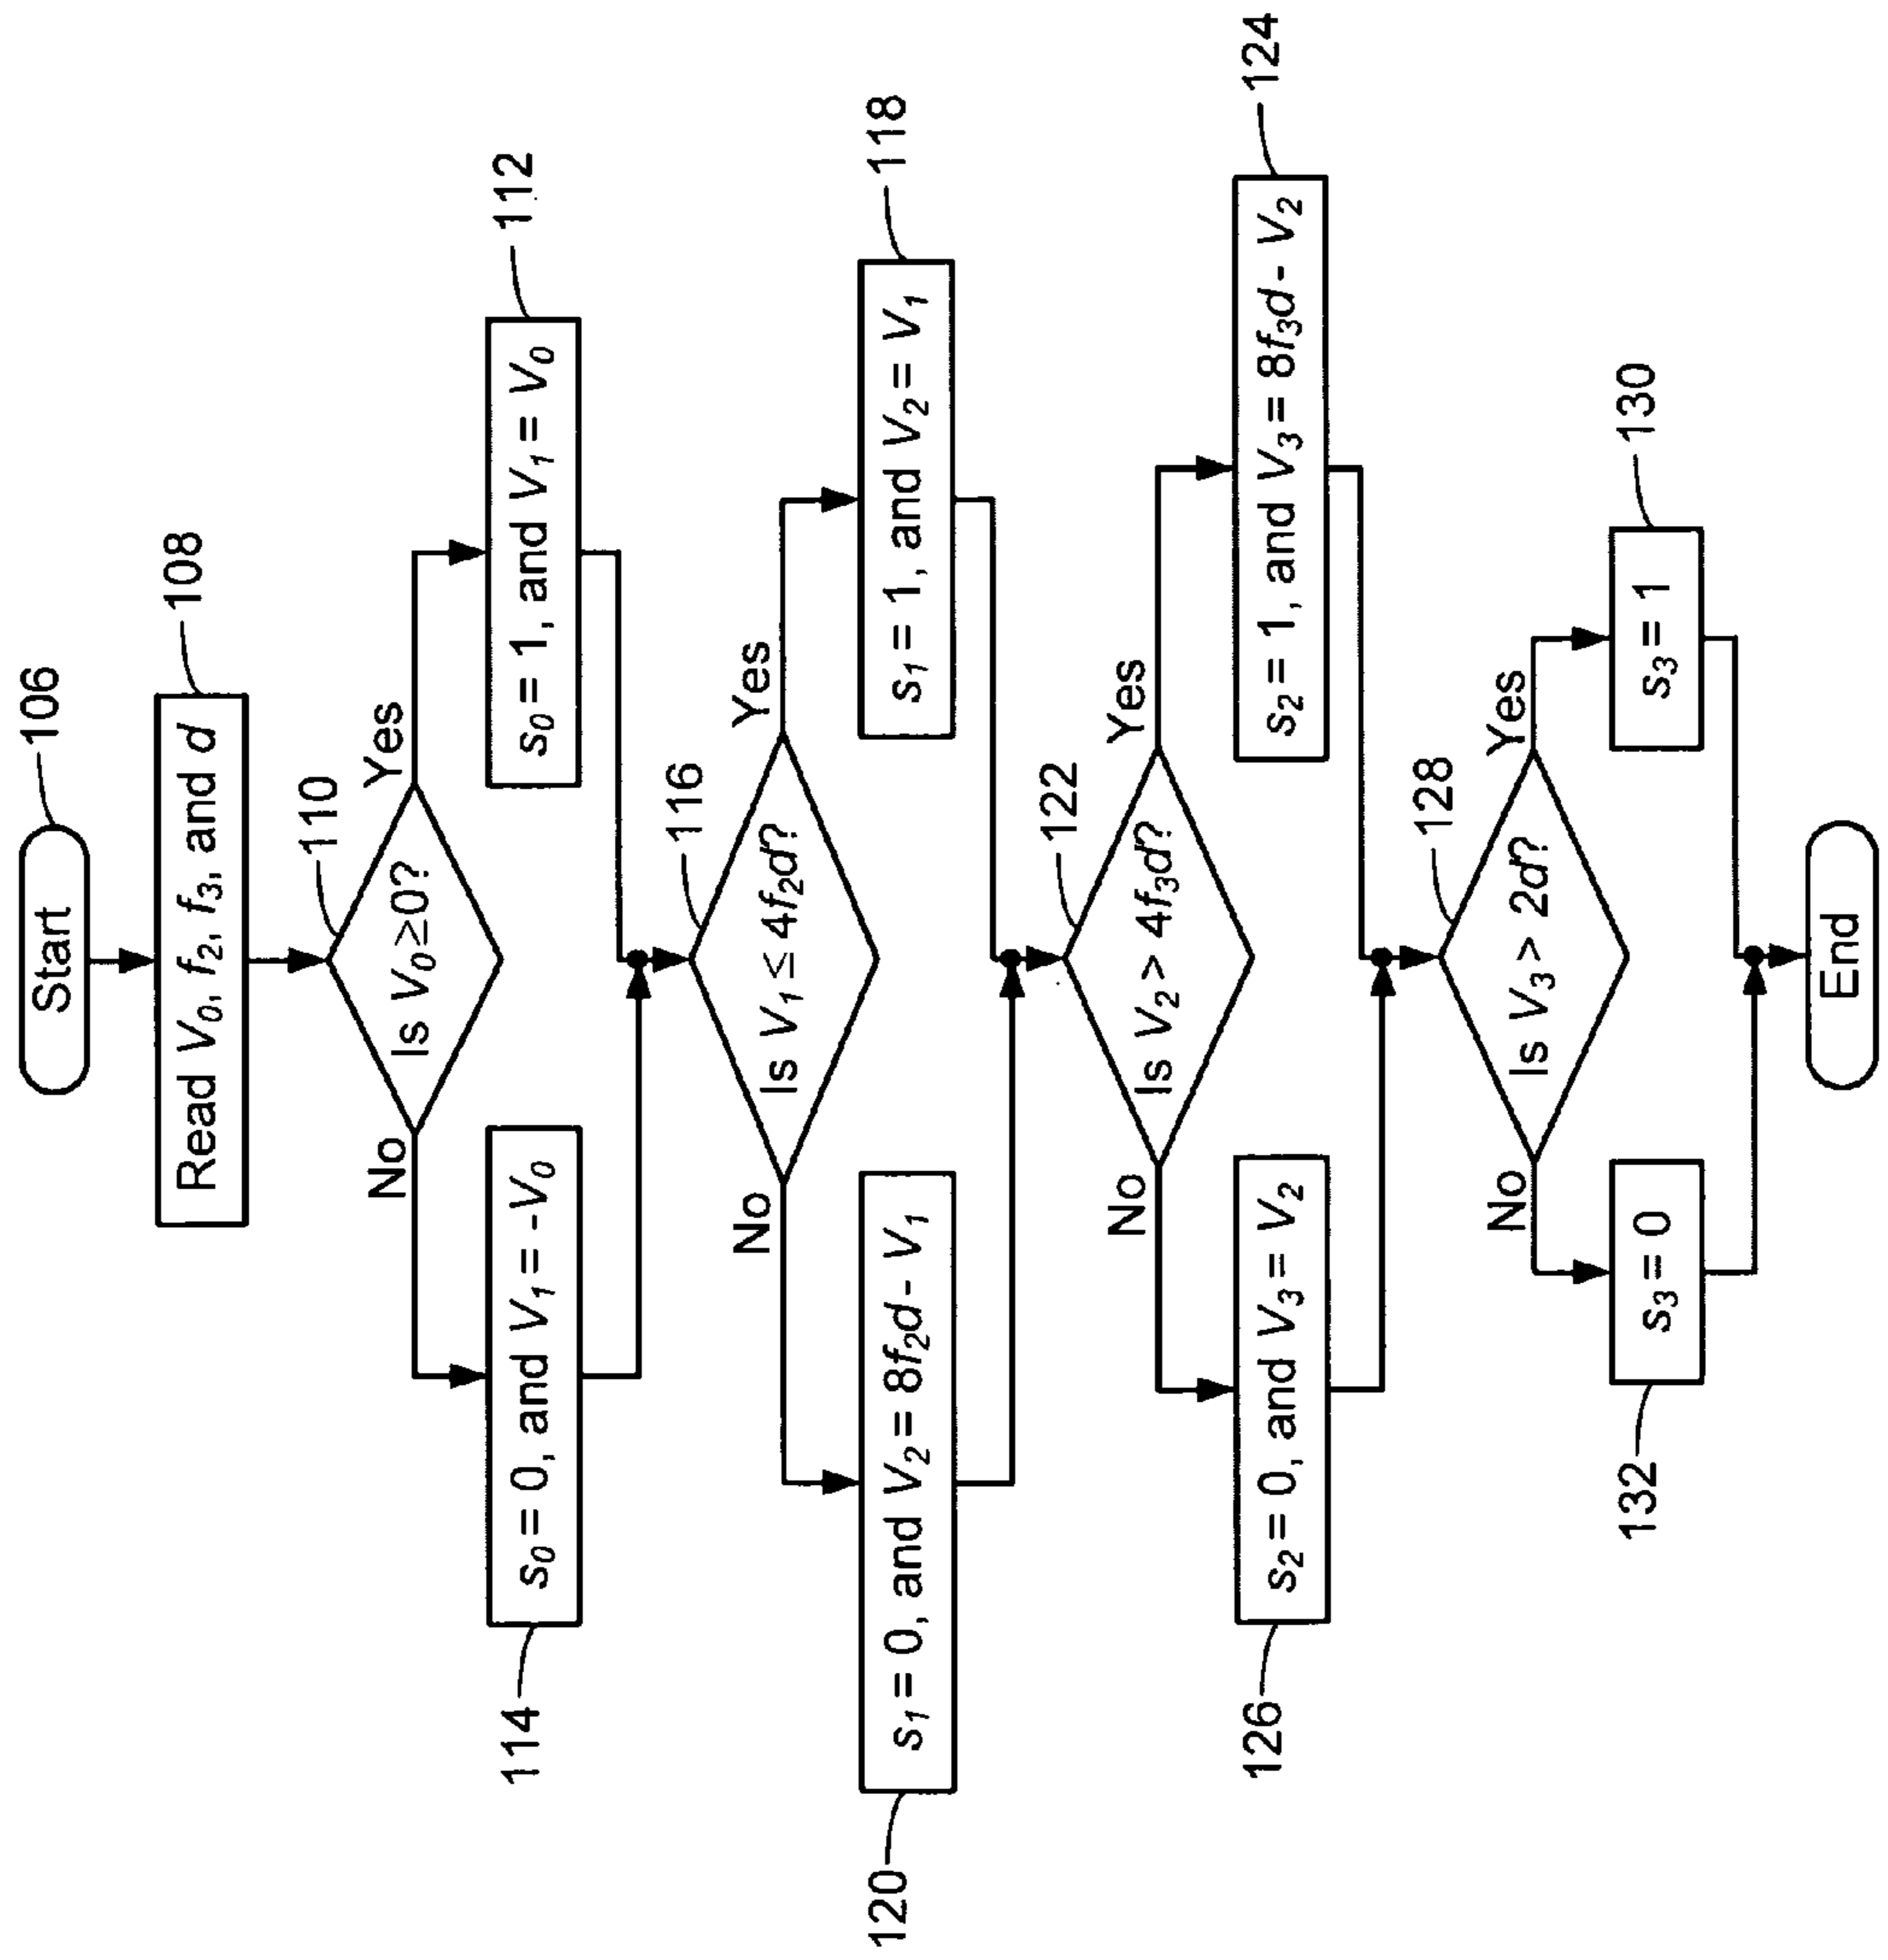 Start
106
Read V0, f2, f3, and d
108
110
Is V0≥0?
No
Yes
114
s0 = 0, and V1 = -V0
s0 = 1, and V1 = V0
112
116
Is V1 ≤ 4f2d?
No
Yes
120
s1 = 0, and V2 = 8f2d- V1
s1 = 1, and V2 = V1
118
122
Is V2 > 4f3d?
No
Yes
126
s2 = 0, and V3 = V2
s2 = 1, and V3 = 8f3d- V2
124
128
Is V3 > 2d?
No
Yes
132
s3 = 0
s3 = 1
130
End